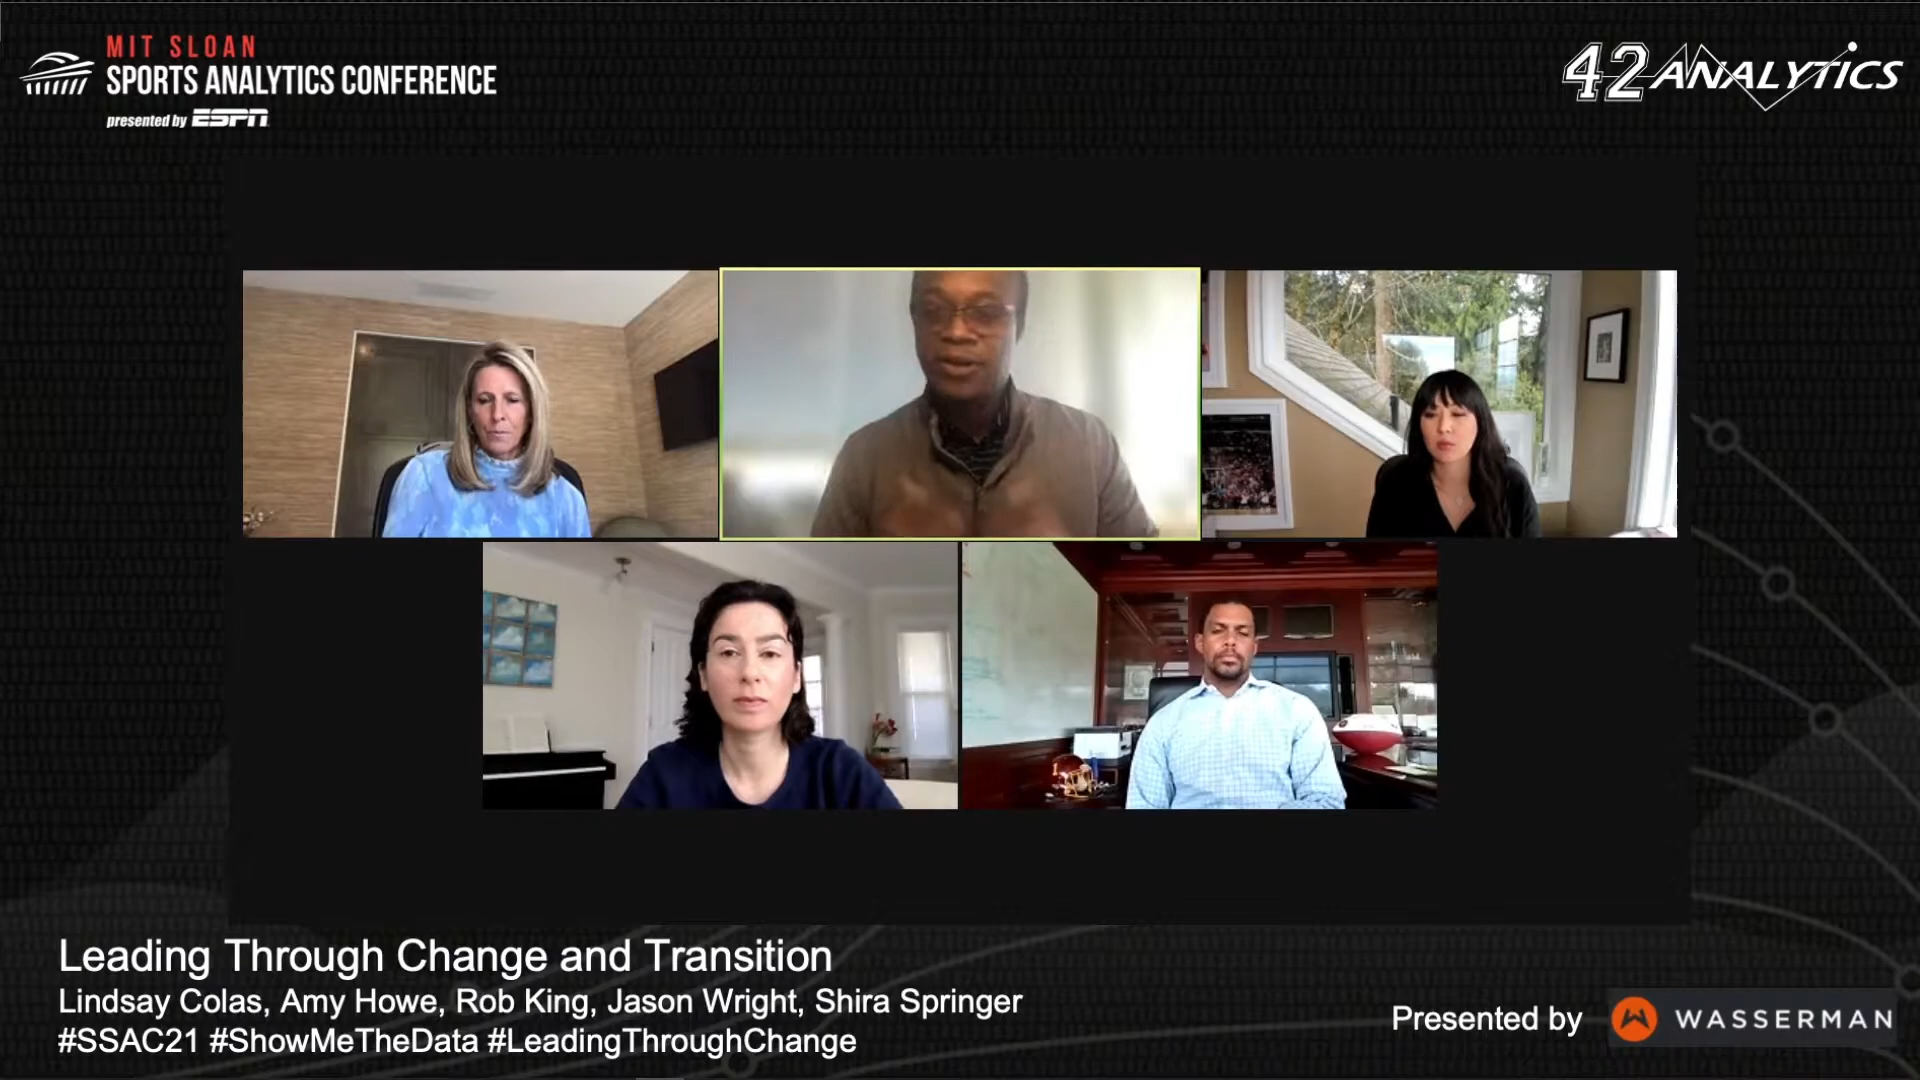 MIT SLOAN
SPORTS ANALYTICS CONFERENCE
presented by ESPN
42 ANALYTICS
Leading Through Change and Transition
Lindsay Colas, Amy Howe, Rob King, Jason Wright, Shira Springer
#SSAC21 #ShowMeTheData #LeadingThroughChange
Presented by WASSERMAN